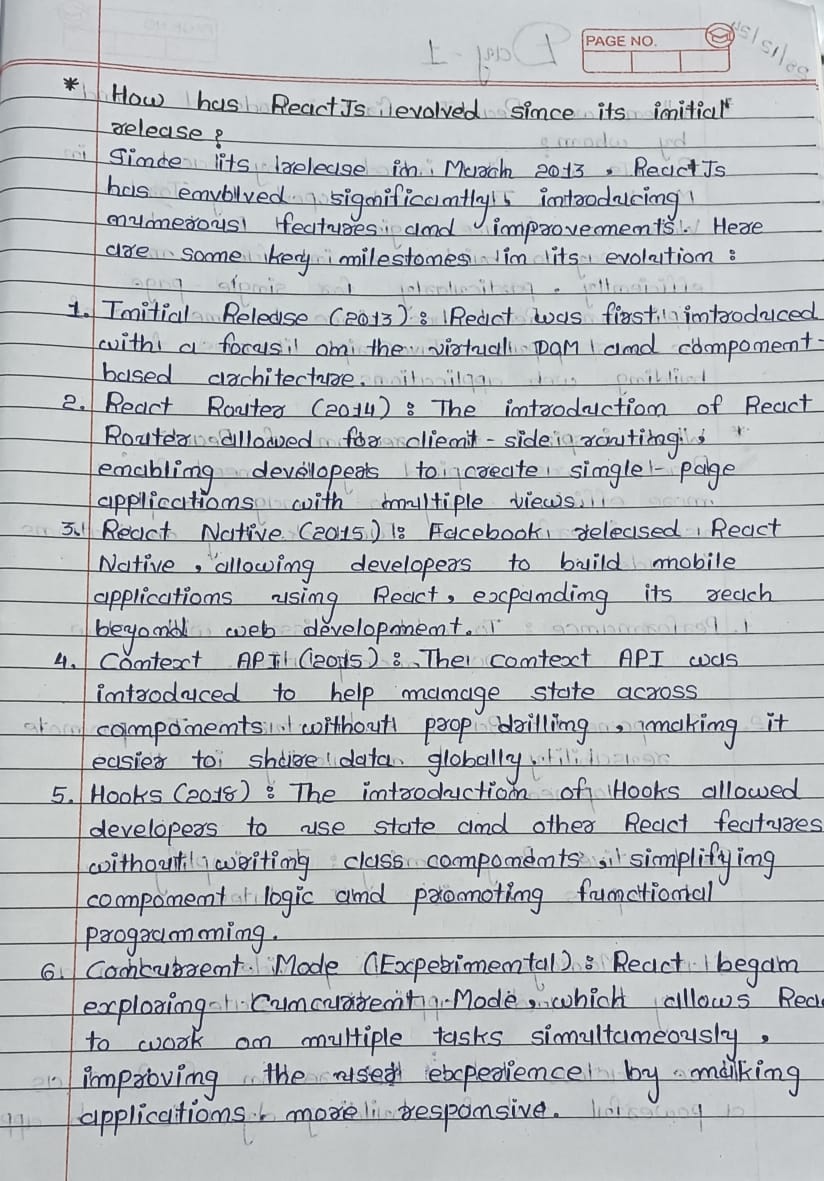 PAGE NO.
* How has ReactJs evolved since its initial
release?
Since its release in March 2013, ReactJs
has emvblved significantly, introducing
numerous features and improvements. Here
are some key milestones in its evolution :
1. Initial Release (2013) : React was first introduced
with a focus on the virtual DOM and component-
based architecture.
2. React Router (2014) : The introduction of React
Router allowed for client-side routing,
enabling developers to create single-page
applications with multiple views.
3. React Native (2015) : Facebook released React
Native, allowing developers to build mobile
applications using React, expanding its reach
beyond web development.
4. Context API (2015) : The context API was
introduced to help manage state across
components without prop drilling, making it
easier to share data globally.
5. Hooks (2018) : The introduction of Hooks allowed
developers to use state and other React features
without writing class components, simplifying
component logic and promoting functional
progamming.
6. Mode (Experimental) : React began
exploring Mode, which allows Reac
to work on multiple tasks simultaneously,
improving the user experience by making
applications more responsive.